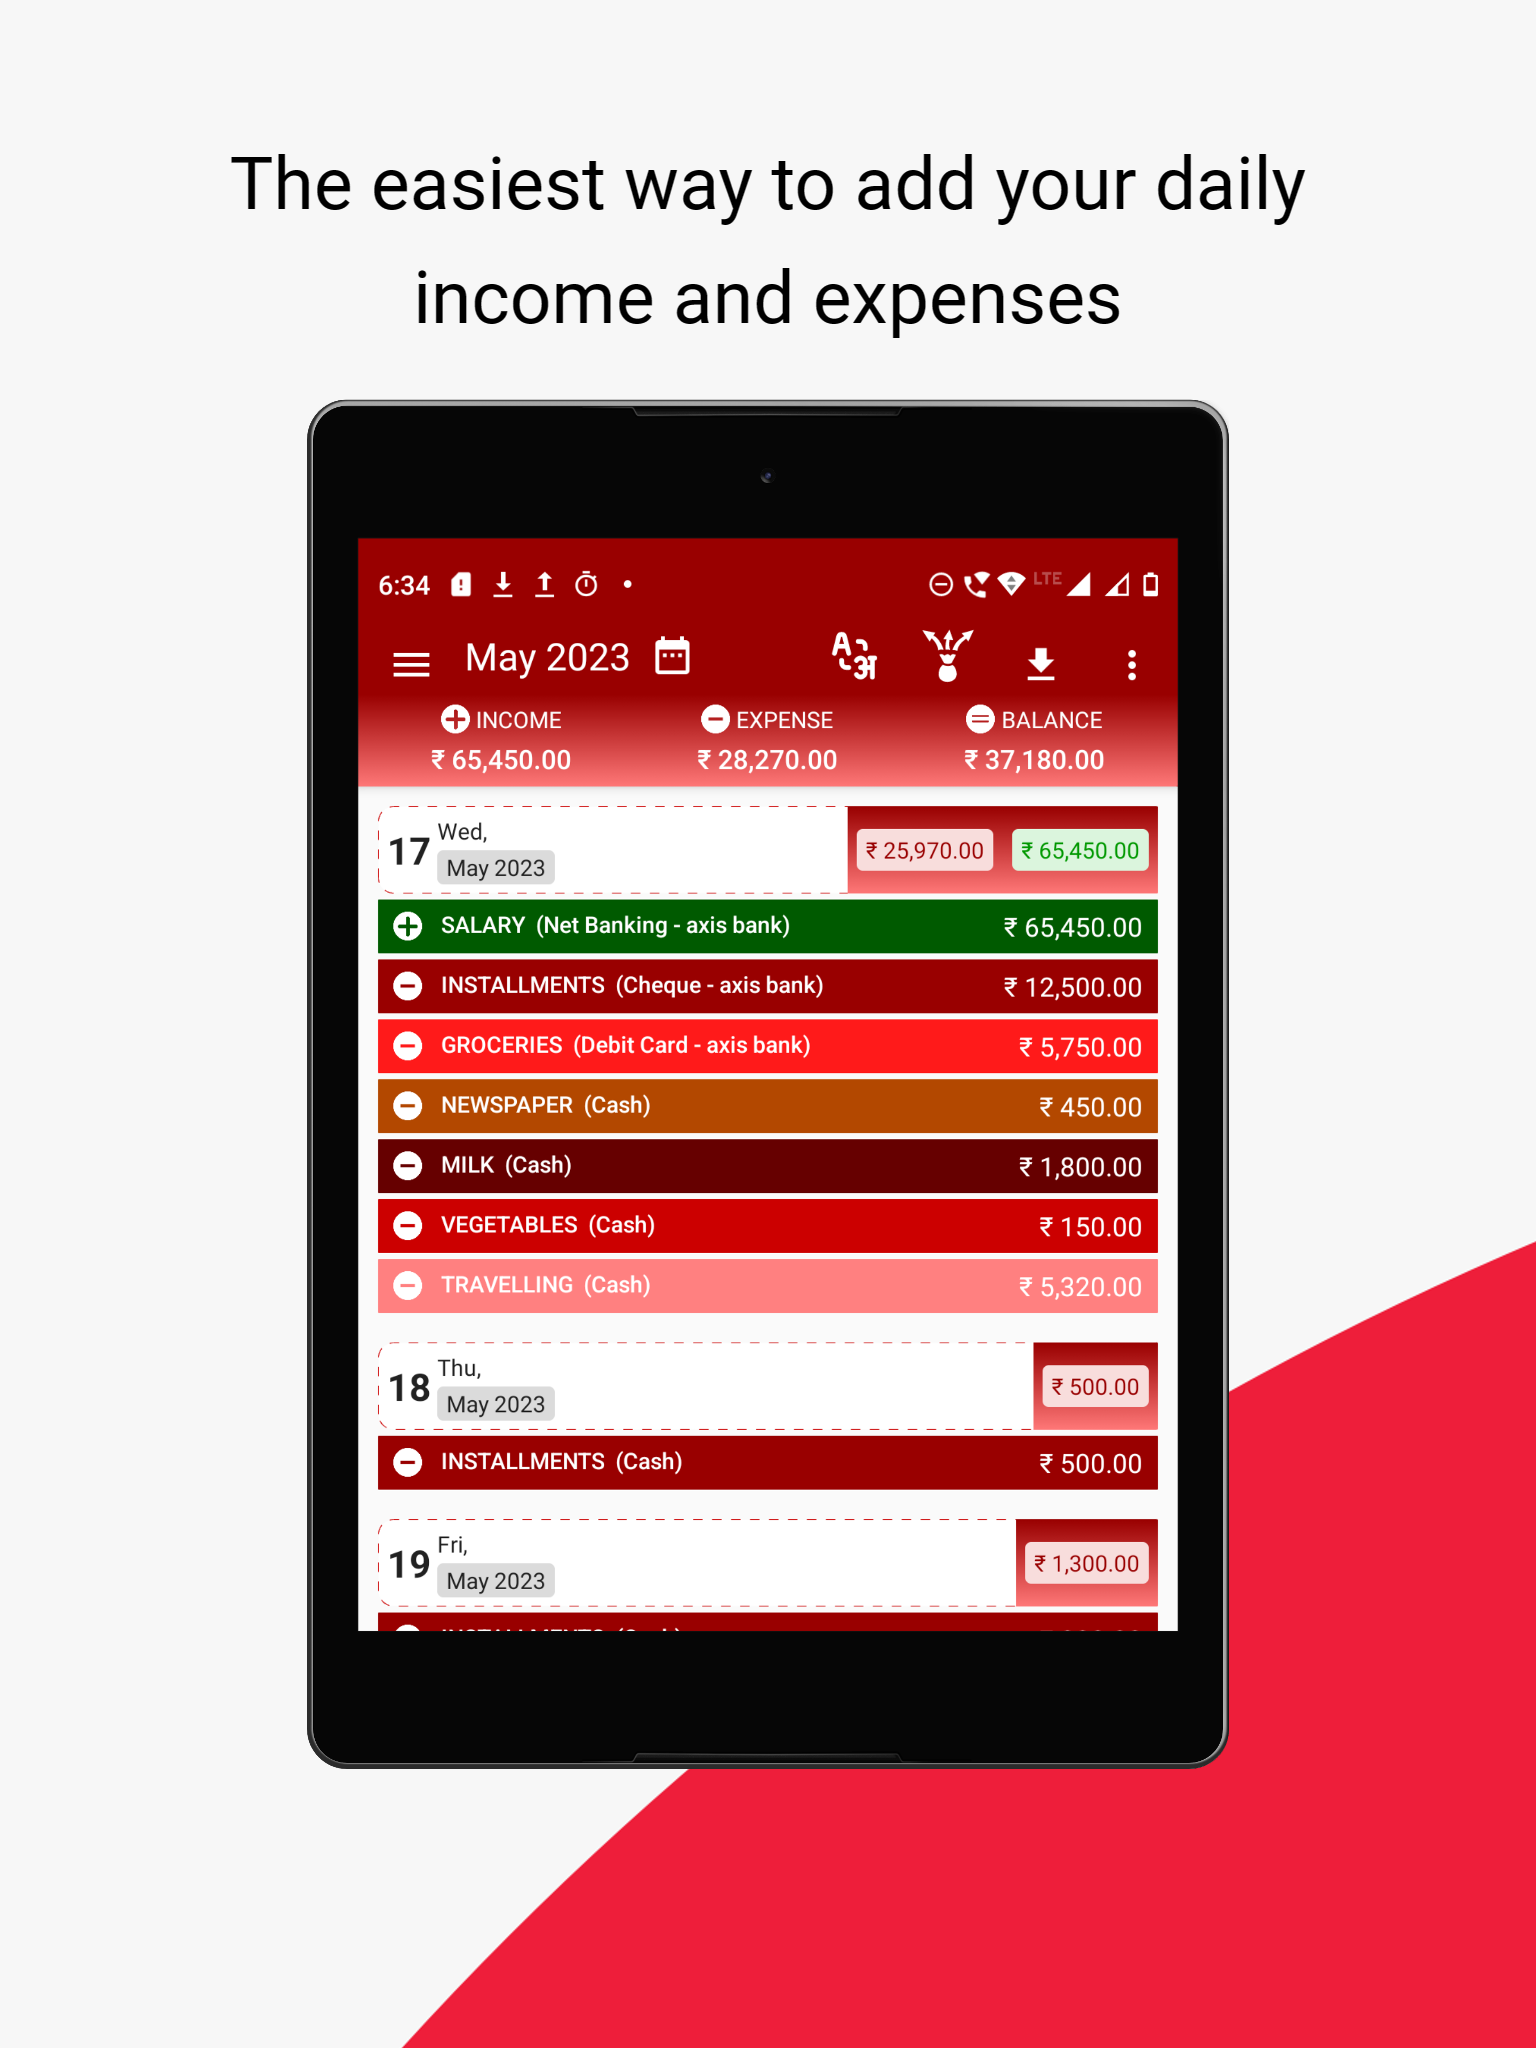 The easiest way to add your daily
income and expenses
6:34
LTE
May 2023
A अ
INCOME EXPENSE BALANCE
₹ 65,450.00 ₹ 28,270.00 ₹ 37,180.00
17 Wed, May 2023 ₹ 25,970.00 ₹ 65,450.00
SALARY (Net Banking - axis bank) ₹ 65,450.00
INSTALLMENTS (Cheque - axis bank) ₹ 12,500.00
GROCERIES (Debit Card - axis bank) ₹ 5,750.00
NEWSPAPER (Cash) ₹ 450.00
MILK (Cash) ₹ 1,800.00
VEGETABLES (Cash) ₹ 150.00
TRAVELLING (Cash) ₹ 5,320.00
18 Thu, May 2023 ₹ 500.00
INSTALLMENTS (Cash) ₹ 500.00
19 Fri, May 2023 ₹ 1,300.00